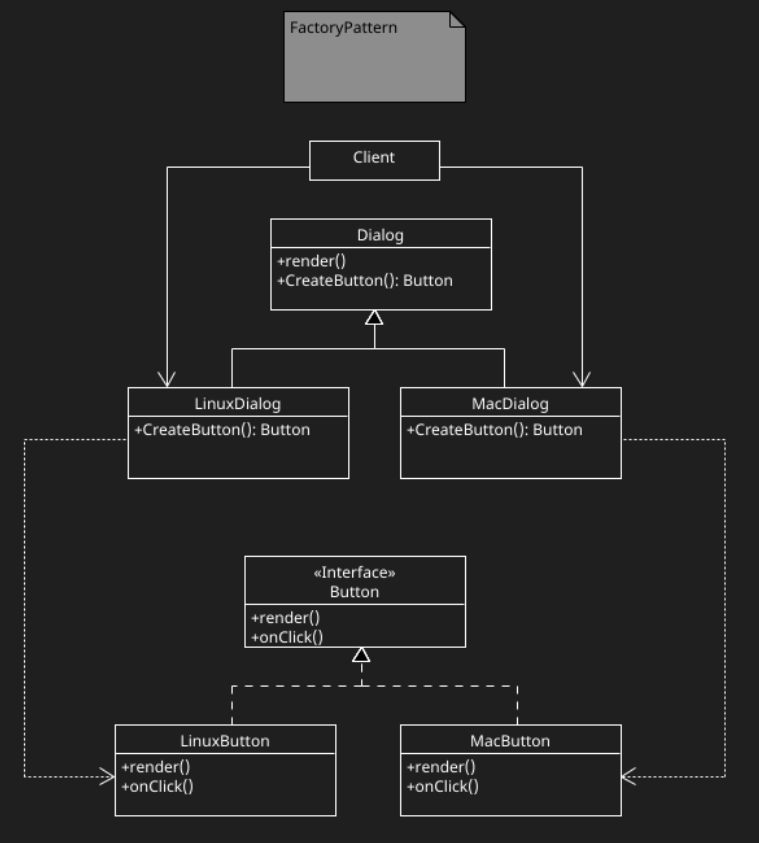 FactoryPattern
Client
Dialog
+render()
+CreateButton(): Button
LinuxDialog
+CreateButton(): Button
MacDialog
+CreateButton(): Button
«Interface»
Button
+render()
+onClick()
LinuxButton
+render()
+onClick()
MacButton
+render()
+onClick()